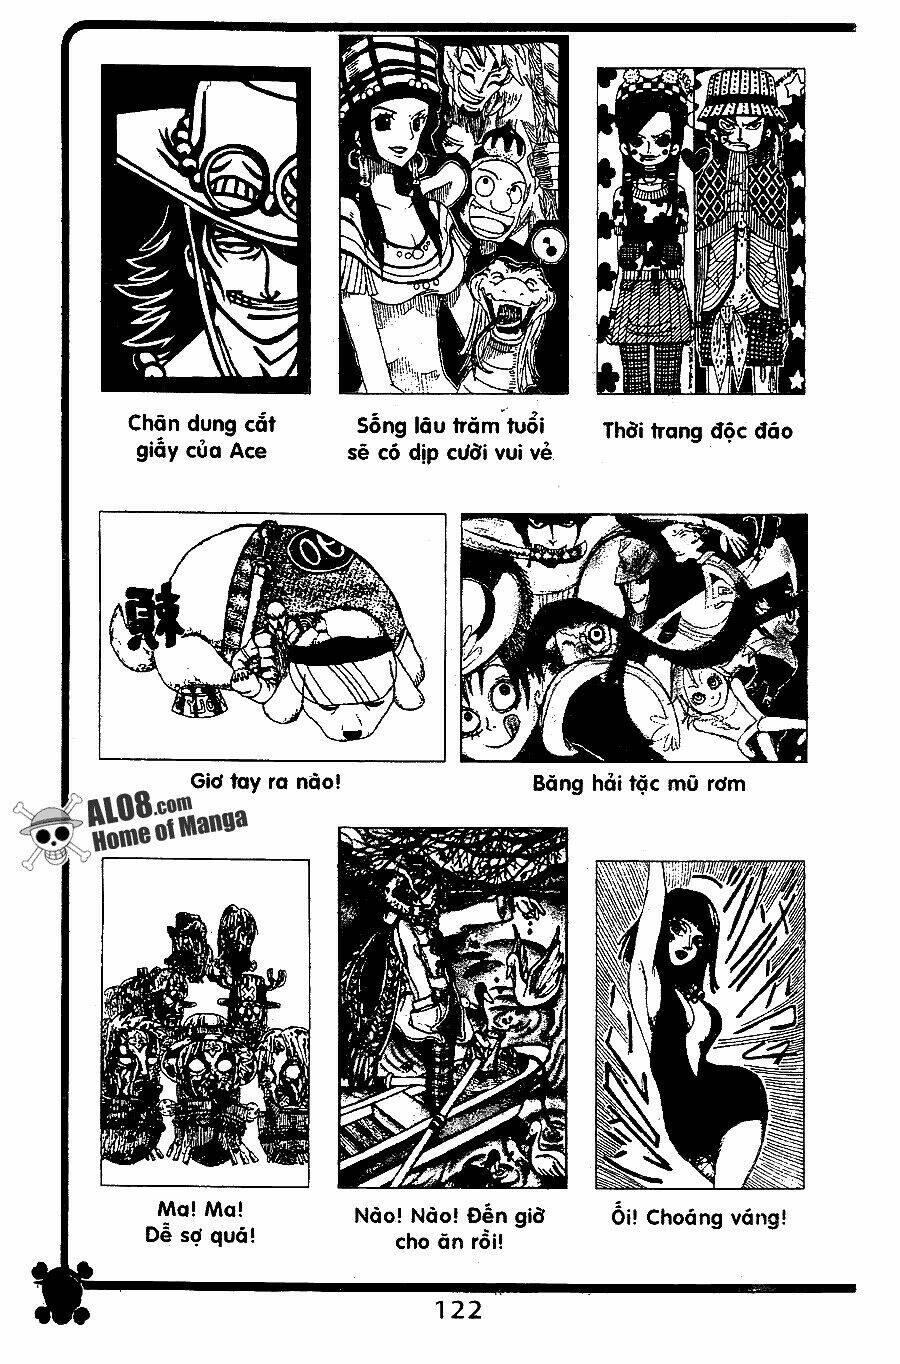 Chân dung cắt
giấy của Ace
Sống lâu trăm tuổi
sẽ có dịp cười vui vẻ
Thời trang độc đáo
Giơ tay ra nào!
Băng hải tặc mũ rơm
AL08.com
Home of Manga
Ma! Ma!
Dễ sợ quá!
Nào! Nào! Đến giờ
cho ăn rồi!
Ối! Choáng váng!
122